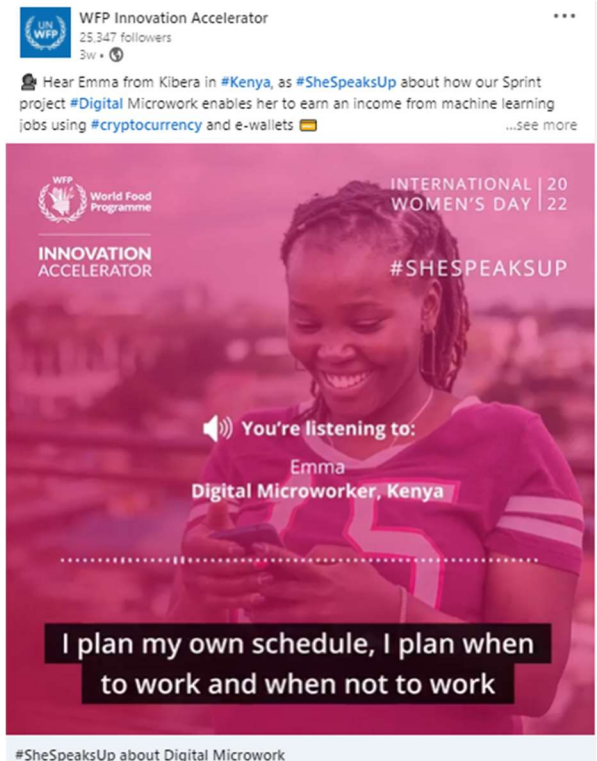 UN
WFP
WFP Innovation Accelerator
25,347 followers
3w •
Hear Emma from Kibera in #Kenya, as #SheSpeaksUp about how our Sprint
project #Digital Microwork enables her to earn an income from machine learning
jobs using #cryptocurrency and e-wallets
...see more
WFP
World Food
Programme
INNOVATION
ACCELERATOR
INTERNATIONAL | 20
WOMEN'S DAY | 22
#SHESPEAKSUP
You're listening to:
Emma
Digital Microworker, Kenya
I plan my own schedule, I plan when
to work and when not to work
#SheSpeaksUp about Digital Microwork